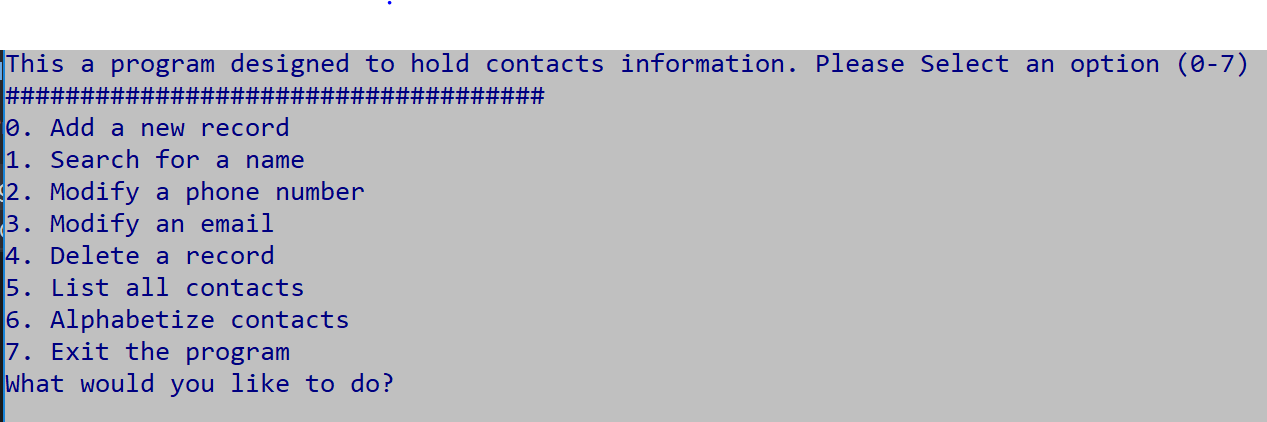 This a program designed to hold contacts information. Please Select an option (0-7)
####################################
0. Add a new record
1. Search for a name
2. Modify a phone number
3. Modify an email
4. Delete a record
5. List all contacts
6. Alphabetize contacts
7. Exit the program
What would you like to do?